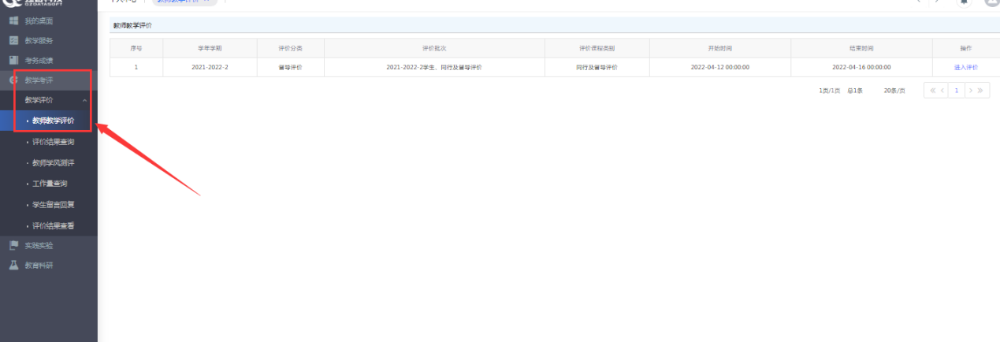 QZDATASOFT
教师教学评价
我的桌面
教学服务
考务成绩
教学考评
教学评价
教师教学评价
评价结果查询
教师学风测评
工作量查询
学生留言回复
评价结果查看
实践实验
教育科研
教师教学评价
序号 学年学期 评价分类 评价批次 评价课程类别 开始时间 结束时间 操作
1 2021-2022-2 督导评价 2021-2022-2学生、同行及督导评价 同行及督导评价 2022-04-12 00:00:00 2022-04-16 00:00:00 进入评价
1页/1页 总1条 20条/页 1